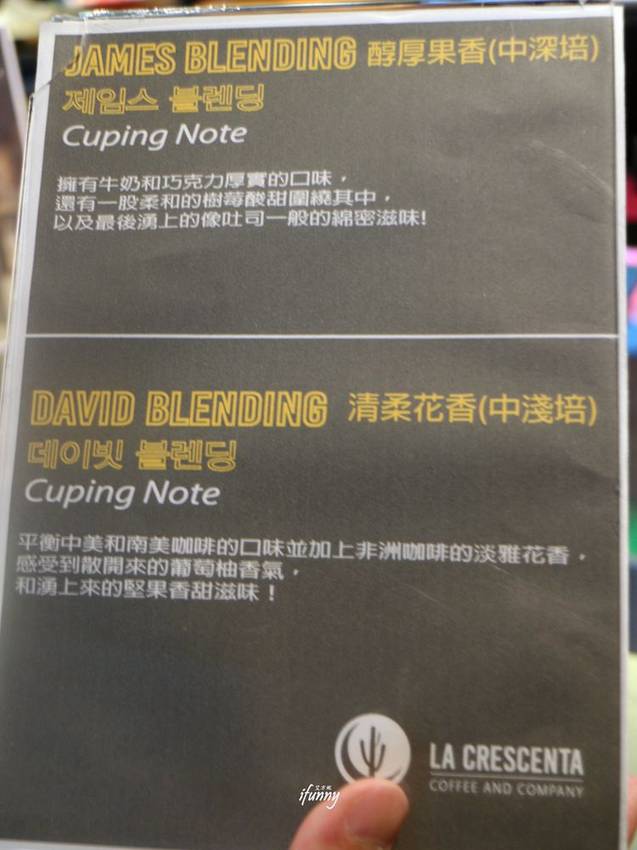 JAMES BLENDING 醇厚果香(中深焙)
제임스 블렌딩
Cuping Note
擁有牛奶和巧克力厚實的口味，
還有一股柔和的樹莓酸甜圍繞其中，
以及最後湧上的像吐司一般的綿密滋味!
DAVID BLENDING 清柔花香(中淺焙)
데이빗 블렌딩
Cuping Note
平衡中美和南美咖啡的口味並加上非洲咖啡的淡雅花香，
感受到散開來的葡萄柚香氣，
和湧上來的堅果香甜滋味！
LA CRESCENTA
COFFEE AND COMPANY
ifunny